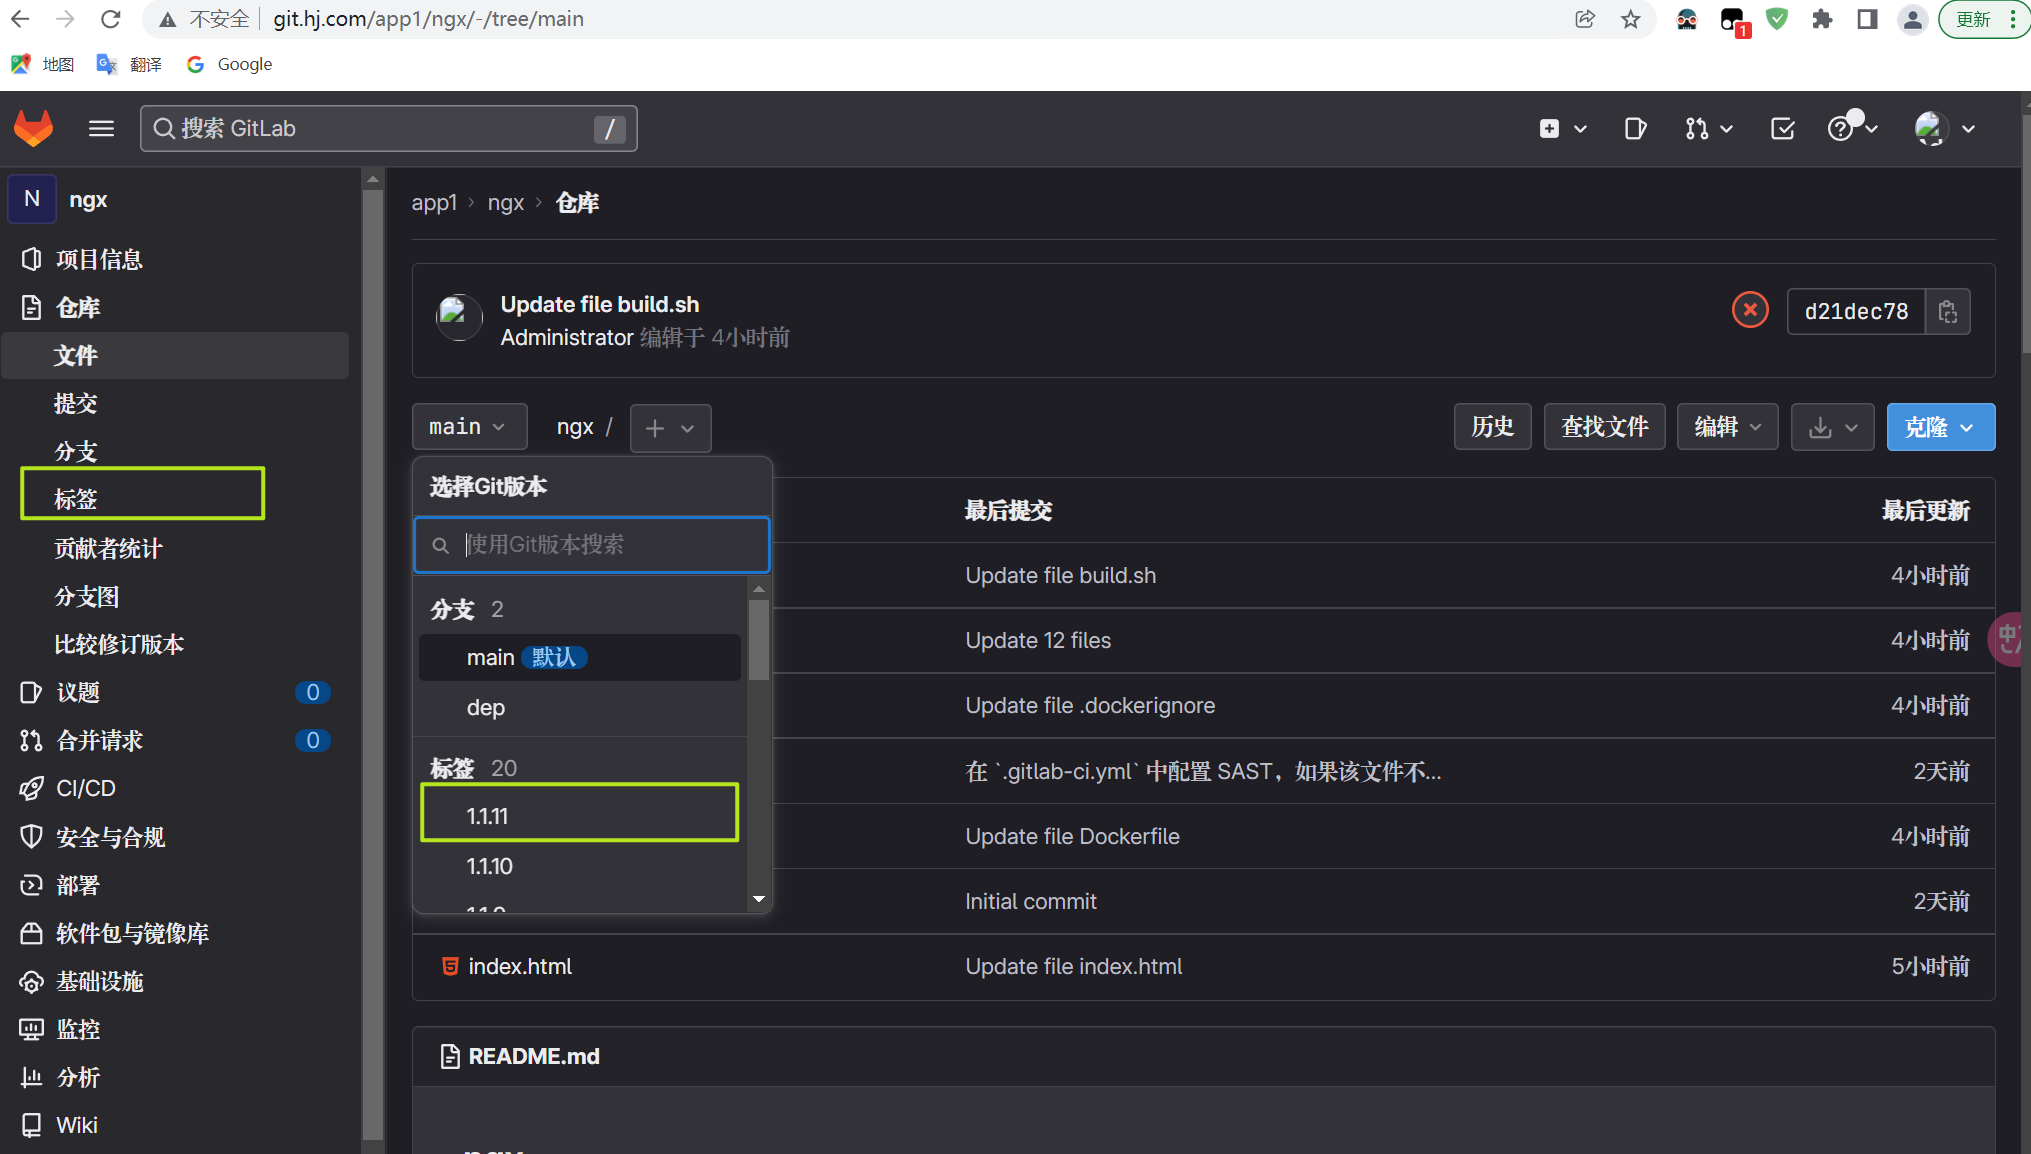 不安全 git.hj.com/app1/ngx/-/tree/main 1 更新
地图 翻译 Google
搜索 GitLab /
N ngx
项目信息
仓库
文件
提交
分支
标签
贡献者统计
分支图
比较修订版本
议题 0
合并请求 0
CI/CD
安全与合规
部署
软件包与镜像库
基础设施
监控
分析
Wiki
app1 › ngx › 仓库
Update file build.sh
Administrator 编辑于 4小时前
d21dec78
main ngx / 历史 查找文件 编辑 克隆
选择Git版本
使用Git版本搜索
分支 2
main 默认
dep
标签 20
1.1.11
1.1.10
最后提交 最后更新
Update file build.sh 4小时前
Update 12 files 4小时前
Update file .dockerignore 4小时前
在 `.gitlab-ci.yml` 中配置 SAST，如果该文件不... 2天前
Update file Dockerfile 4小时前
Initial commit 2天前
index.html Update file index.html 5小时前
README.md